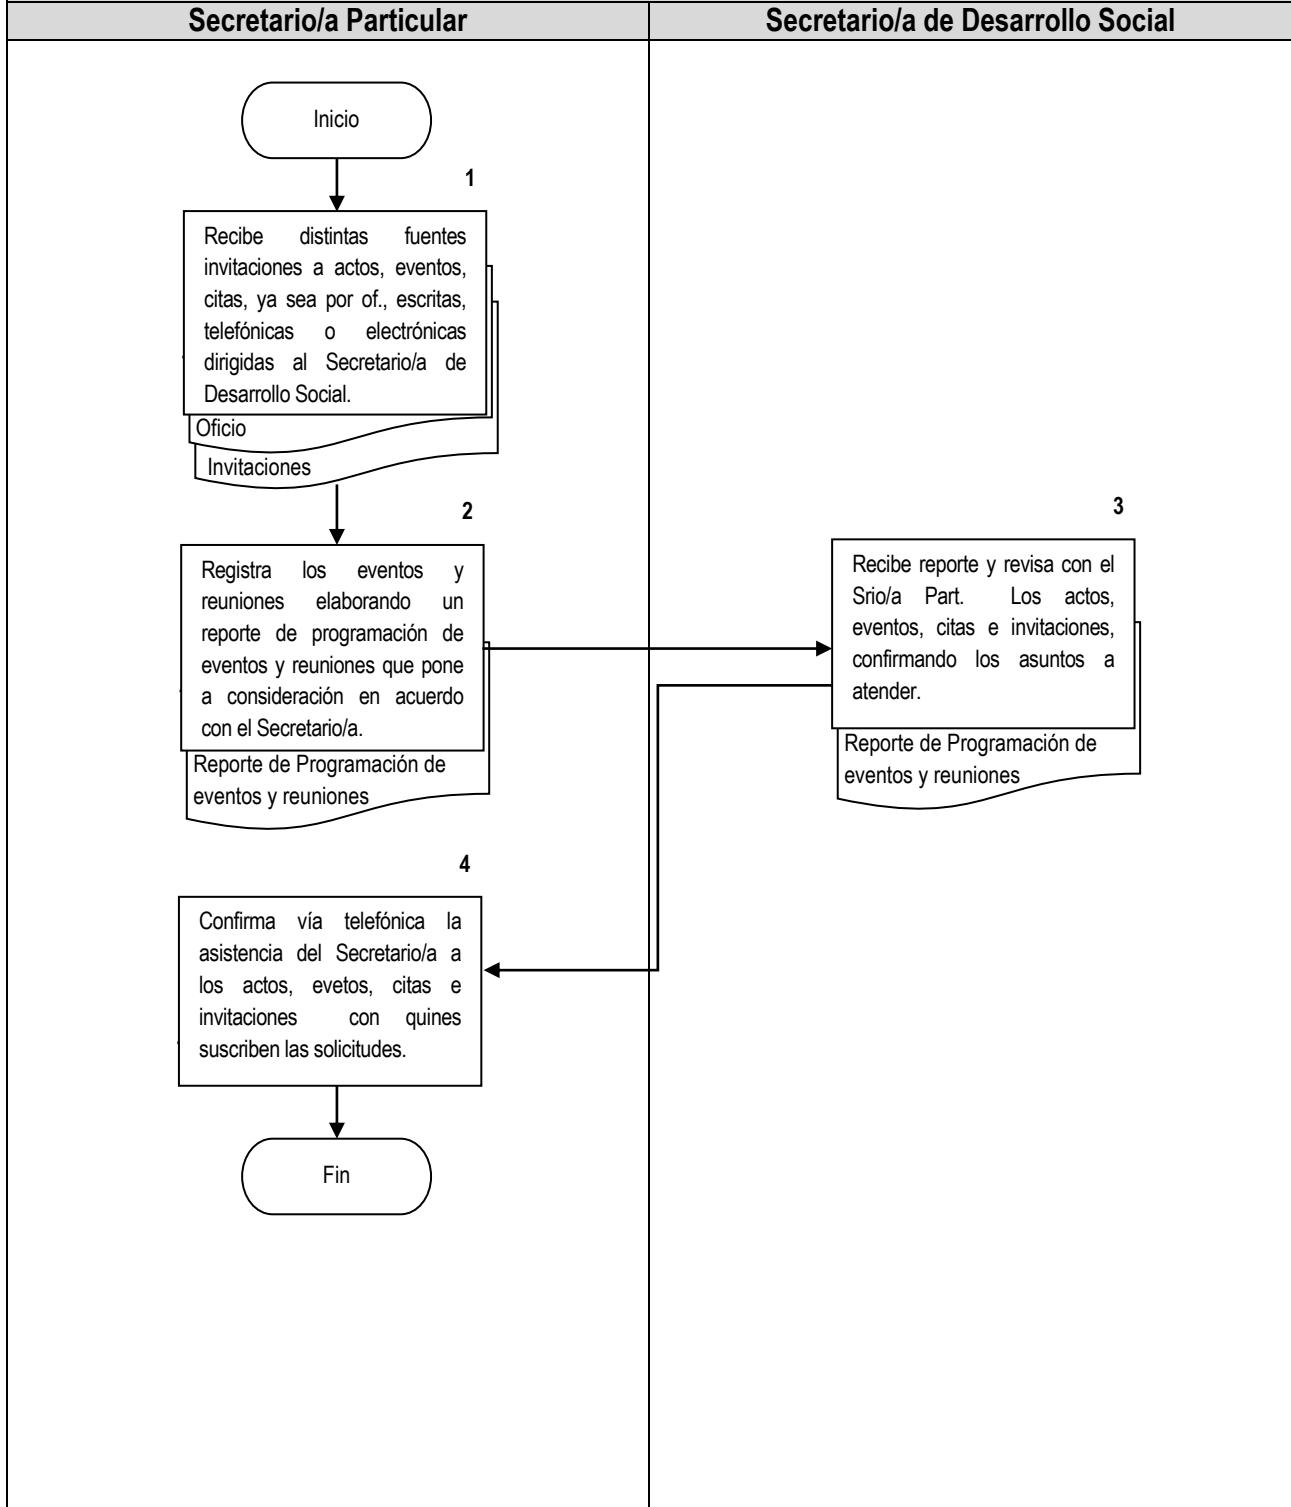 Secretario/a Particular
Secretario/a de Desarrollo Social
Inicio
1
Recibe distintas fuentes
invitaciones a actos, eventos,
citas, ya sea por of., escritas,
telefónicas o electrónicas
dirigidas al Secretario/a de
Desarrollo Social.
Oficio
Invitaciones
2
Registra los eventos y
reuniones elaborando un
reporte de programación de
eventos y reuniones que pone
a consideración en acuerdo
con el Secretario/a.
Reporte de Programación de
eventos y reuniones
3
Recibe reporte y revisa con el
Srio/a Part. Los actos,
eventos, citas e invitaciones,
confirmando los asuntos a
atender.
Reporte de Programación de
eventos y reuniones
4
Confirma vía telefónica la
asistencia del Secretario/a a
los actos, evetos, citas e
invitaciones con quines
suscriben las solicitudes.
Fin